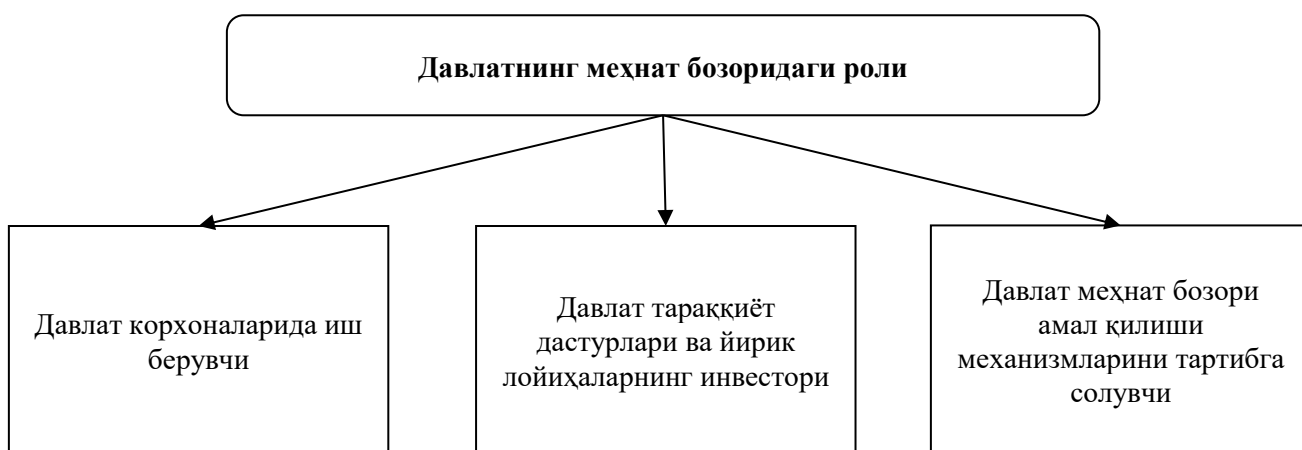 Давлатнинг меҳнат бозоридаги роли
Давлат корхоналарида иш
берувчи
Давлат тараққиёт
дастурлари ва йирик
лойиҳаларнинг инвестори
Давлат меҳнат бозори
амал қилиши
механизмларини тартибга
солувчи